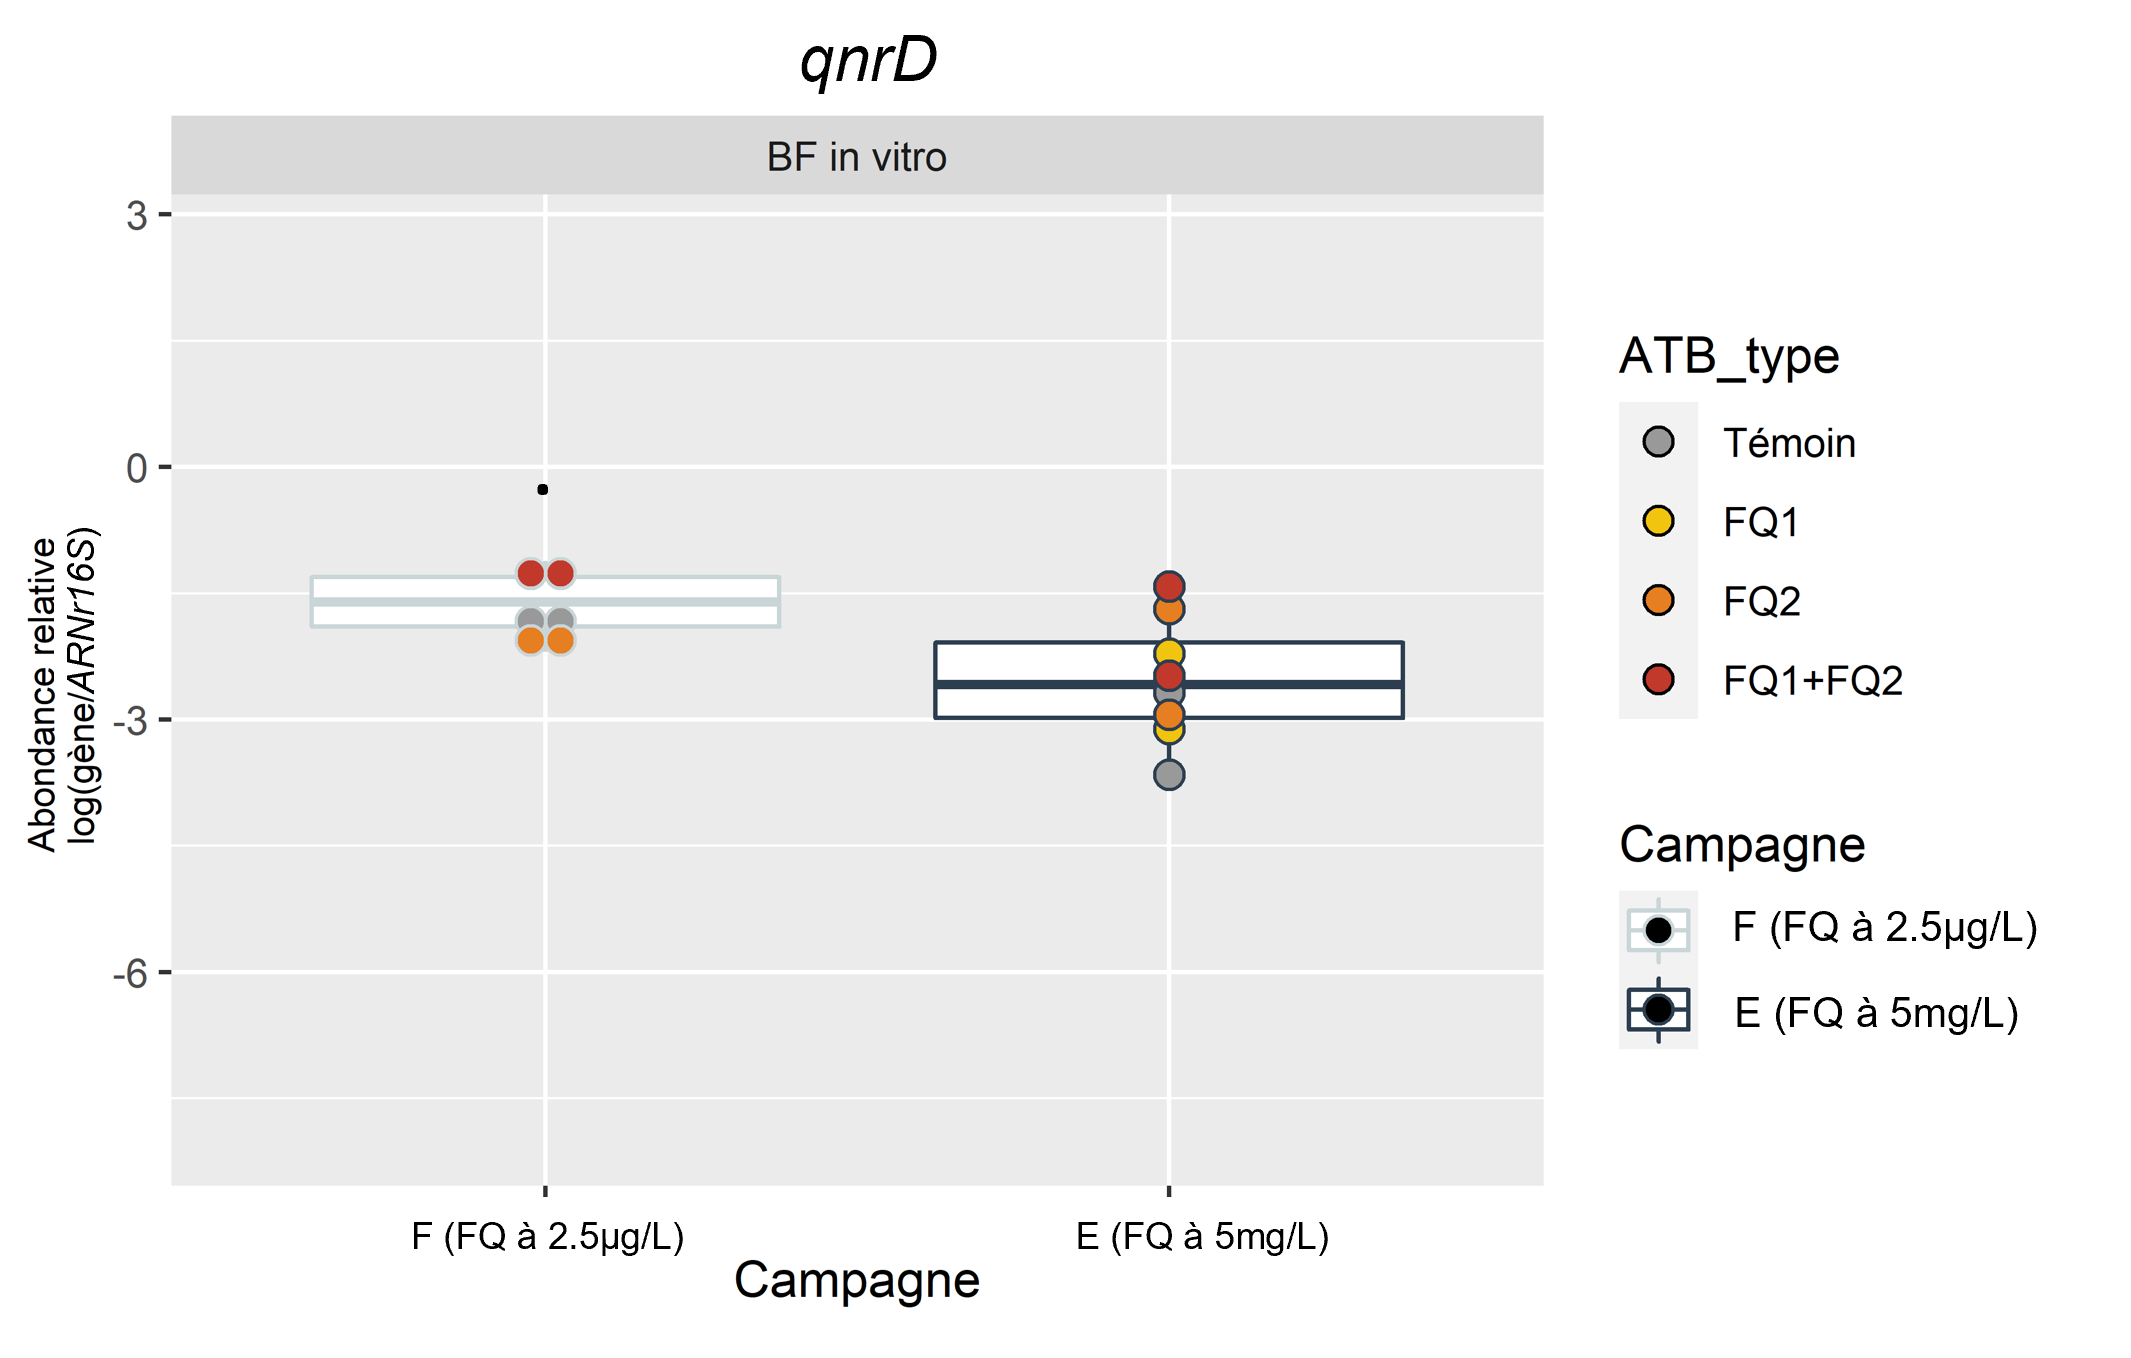 qnrD
BF in vitro
3
0
-3
-6
Abondance relative
log(gène/ARNr16S)
F (FQ à 2.5µg/L)
E (FQ à 5mg/L)
Campagne
ATB_type
Témoin
FQ1
FQ2
FQ1+FQ2
Campagne
F (FQ à 2.5µg/L)
E (FQ à 5mg/L)